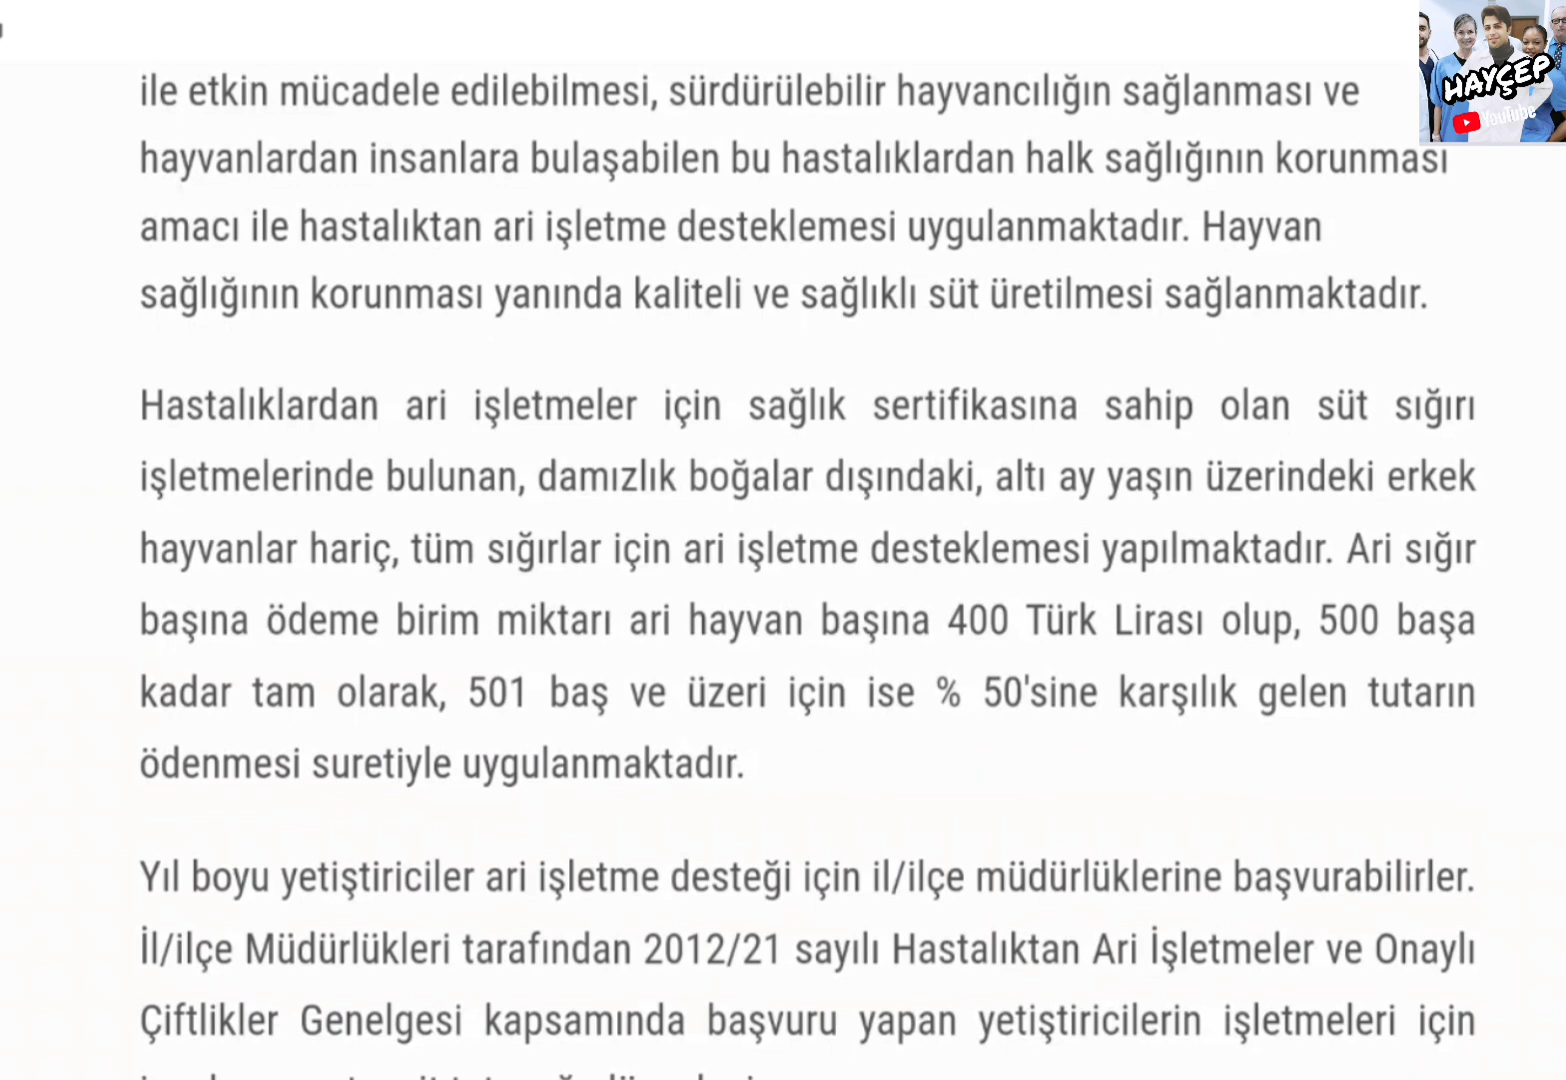 ile etkin mücadele edilebilmesi, sürdürülebilir hayvancılığın sağlanması ve
hayvanlardan insanlara bulaşabilen bu hastalıklardan halk sağlığının korunması
amacı ile hastalıktan ari işletme desteklemesi uygulanmaktadır. Hayvan
sağlığının korunması yanında kaliteli ve sağlıklı süt üretilmesi sağlanmaktadır.
Hastalıklardan ari işletmeler için sağlık sertifikasına sahip olan süt sığırı
işletmelerinde bulunan, damızlık boğalar dışındaki, altı ay yaşın üzerindeki erkek
hayvanlar hariç, tüm sığırlar için ari işletme desteklemesi yapılmaktadır. Ari sığır
başına ödeme birim miktarı ari hayvan başına 400 Türk Lirası olup, 500 başa
kadar tam olarak, 501 baş ve üzeri için ise % 50'sine karşılık gelen tutarın
ödenmesi suretiyle uygulanmaktadır.
Yıl boyu yetiştiriciler ari işletme desteği için il/ilçe müdürlüklerine başvurabilirler.
İl/ilçe Müdürlükleri tarafından 2012/21 sayılı Hastalıktan Ari İşletmeler ve Onaylı
Çiftlikler Genelgesi kapsamında başvuru yapan yetiştiricilerin işletmeleri için
HAYÇEP
YouTube